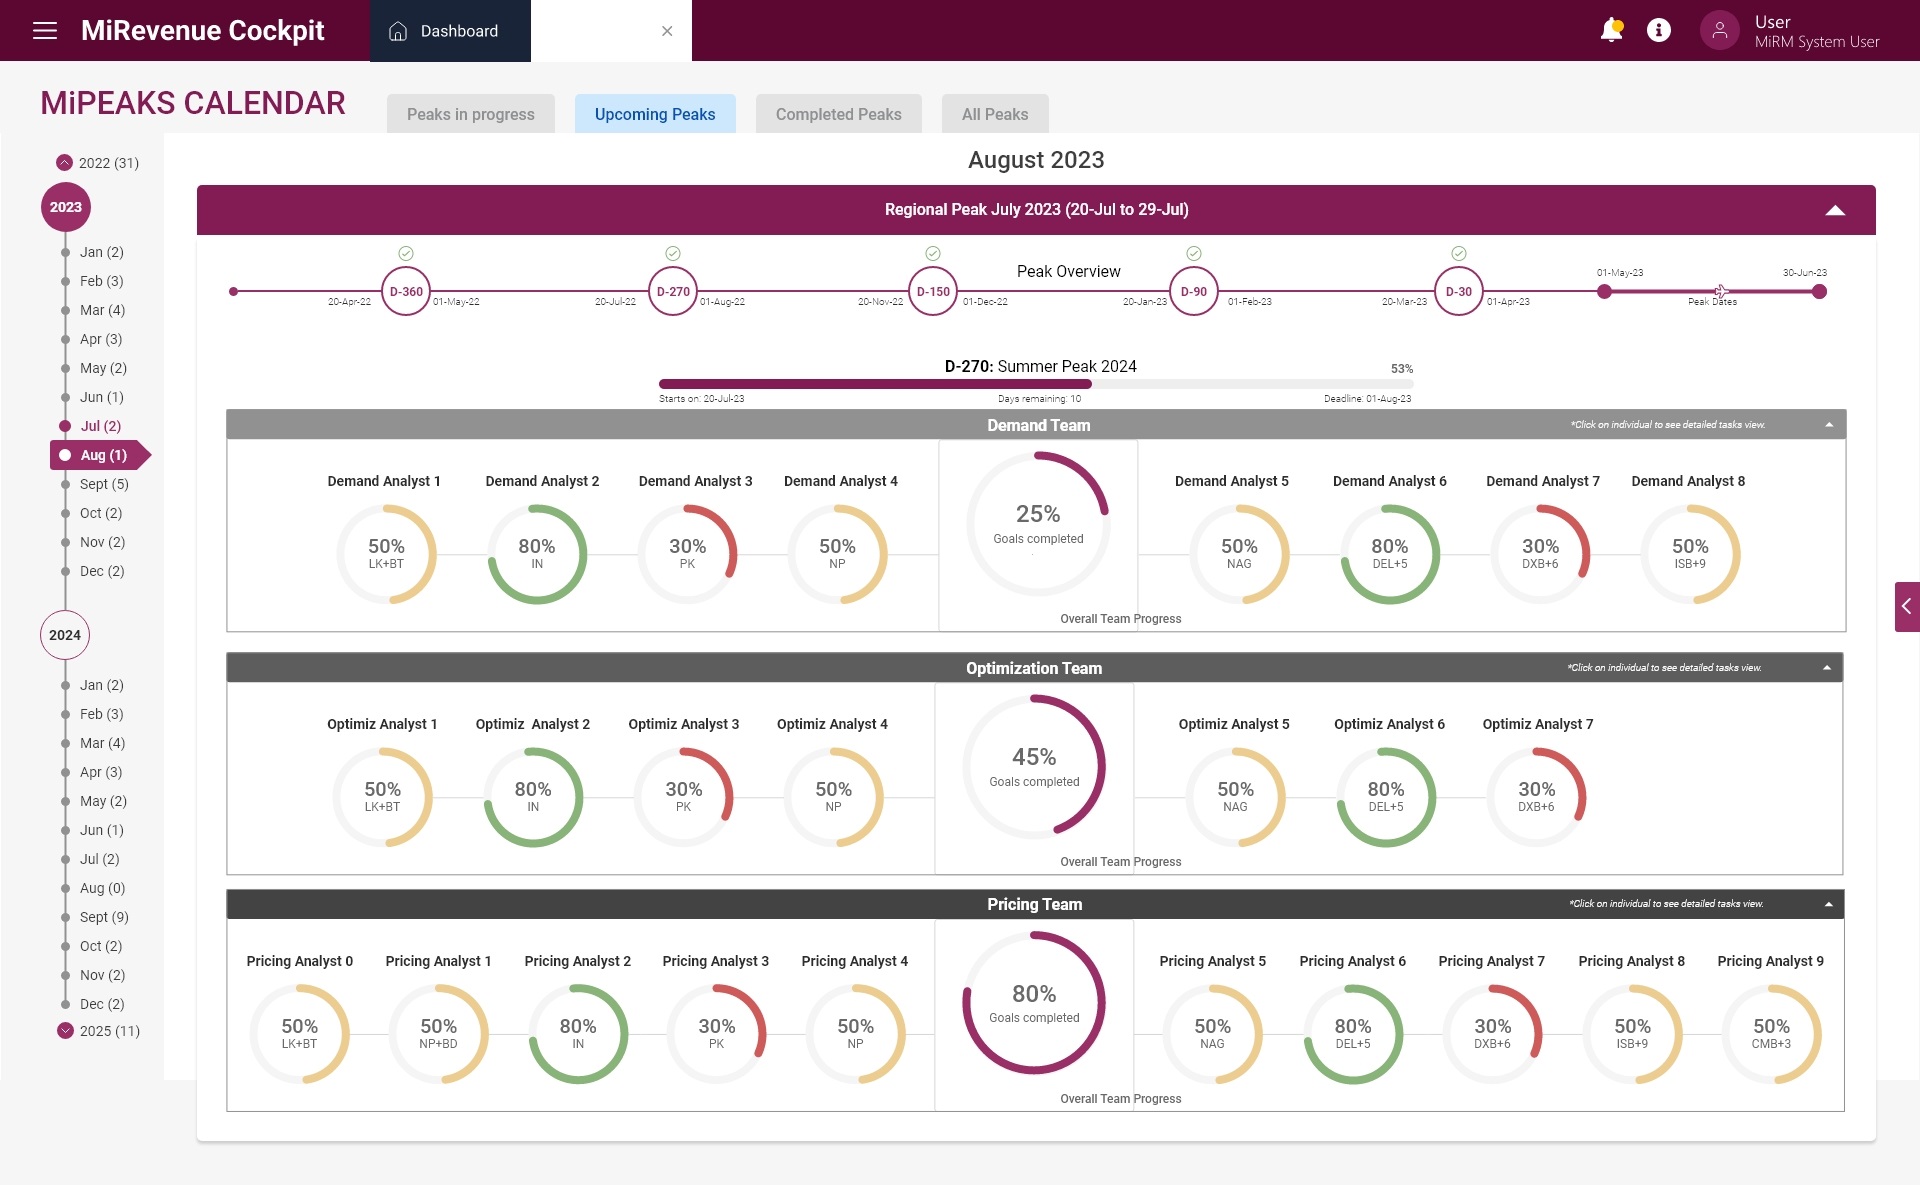 MiRevenue Cockpit
Dashboard
User
MiRM System User
MiPEAKS CALENDAR
Peaks in progress
Upcoming Peaks
Completed Peaks
All Peaks
2022 (31)
2023
Jan (2)
Feb (3)
Mar (4)
Apr (3)
May (2)
Jun (1)
Jul (2)
Aug (1)
Sept (5)
Oct (2)
Nov (2)
Dec (2)
2024
Jan (2)
Feb (3)
Mar (4)
Apr (3)
May (2)
Jun (1)
Jul (2)
Aug (0)
Sept (9)
Oct (2)
Nov (2)
Dec (2)
2025 (11)
August 2023
Regional Peak July 2023 (20-Jul to 29-Jul)
Peak Overview
D-360
20-Apr-22
01-May-22
D-270
20-Jul-22
01-Aug-22
D-150
20-Nov-22
01-Dec-22
D-90
20-Jan-23
01-Feb-23
D-30
20-Mar-23
01-Apr-23
01-May-23
30-Jun-23
Peak Dates
D-270: Summer Peak 2024
53%
Starts on: 20-Jul-23
Days remaining: 10
Deadline: 01-Aug-23
Demand Team
*Click on individual to see detailed tasks view.
Demand Analyst 1
50%
LK+BT
Demand Analyst 2
80%
IN
Demand Analyst 3
30%
PK
Demand Analyst 4
50%
NP
25%
Goals completed
Overall Team Progress
Demand Analyst 5
50%
NAG
Demand Analyst 6
80%
DEL+5
Demand Analyst 7
30%
DXB+6
Demand Analyst 8
50%
ISB+9
Optimization Team
*Click on individual to see detailed tasks view.
Optimiz Analyst 1
50%
LK+BT
Optimiz  Analyst 2
80%
IN
Optimiz Analyst 3
30%
PK
Optimiz Analyst 4
50%
NP
45%
Goals completed
Overall Team Progress
Optimiz Analyst 5
50%
NAG
Optimiz Analyst 6
80%
DEL+5
Optimiz Analyst 7
30%
DXB+6
Pricing Team
*Click on individual to see detailed tasks view.
Pricing Analyst 0
50%
LK+BT
Pricing Analyst 1
50%
NP+BD
Pricing Analyst 2
80%
IN
Pricing Analyst 3
30%
PK
Pricing Analyst 4
50%
NP
80%
Goals completed
Overall Team Progress
Pricing Analyst 5
50%
NAG
Pricing Analyst 6
80%
DEL+5
Pricing Analyst 7
30%
DXB+6
Pricing Analyst 8
50%
ISB+9
Pricing Analyst 9
50%
CMB+3